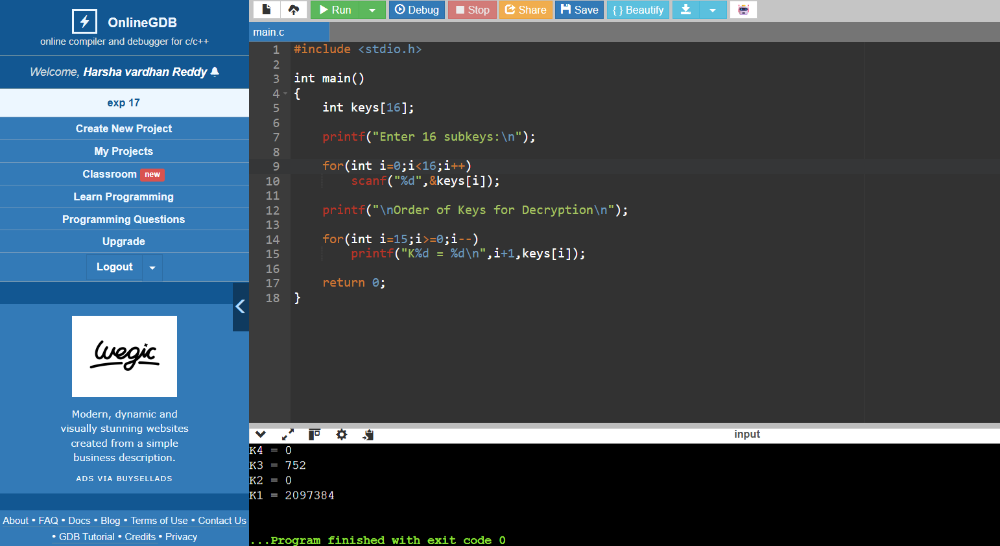 OnlineGDB
online compiler and debugger for c/c++
Welcome, Harsha vardhan Reddy
exp 17
Create New Project
My Projects
Classroom new
Learn Programming
Programming Questions
Upgrade
Logout
wegic
Modern, dynamic and
visually stunning websites
created from a simple
business description.
ADS VIA BUYSELLADS
About • FAQ • Docs • Blog • Terms of Use • Contact Us
• GDB Tutorial • Credits • Privacy
Run Debug Stop Share Save { } Beautify
main.c
1 #include <stdio.h>
2
3 int main()
4 {
5     int keys[16];
6
7     printf("Enter 16 subkeys:\n");
8
9     for(int i=0;i<16;i++)
10         scanf("%d",&keys[i]);
11
12     printf("\nOrder of Keys for Decryption\n");
13
14     for(int i=15;i>=0;i--)
15         printf("K%d = %d\n",i+1,keys[i]);
16
17     return 0;
18 }
input
K4 = 0
K3 = 752
K2 = 0
K1 = 2097384
...Program finished with exit code 0